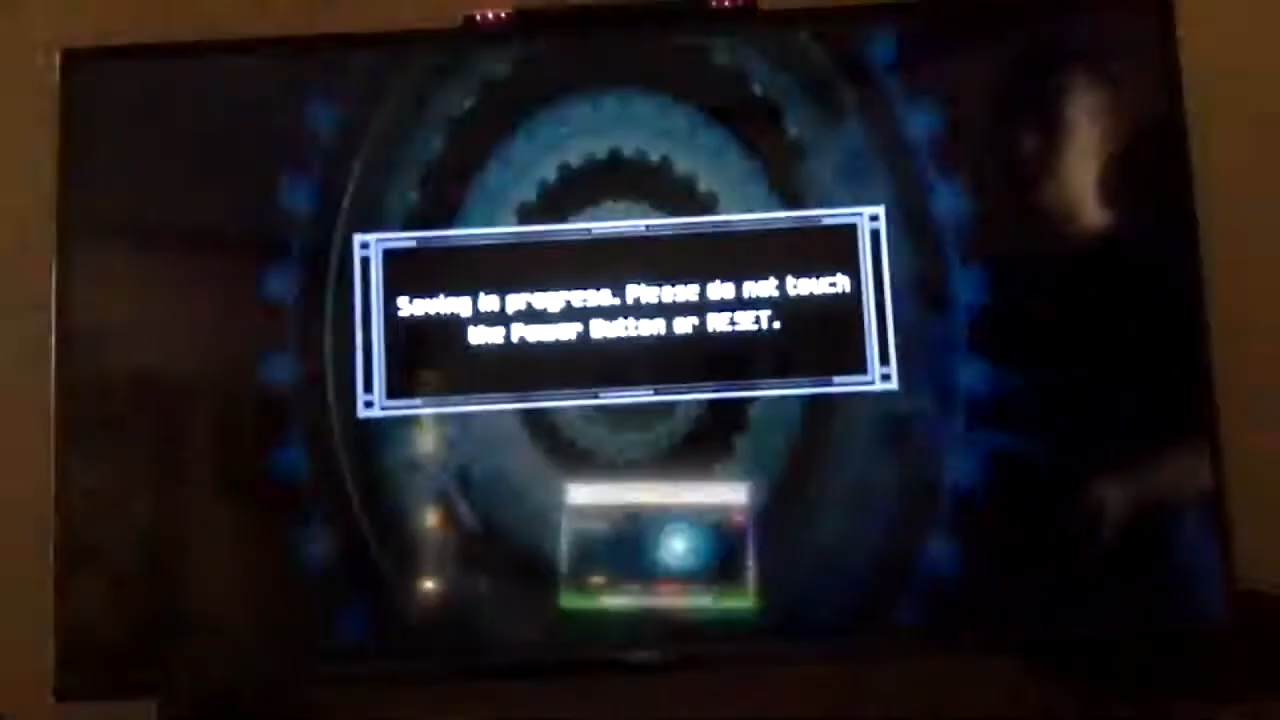 Saving in progress. Please do not touch
the Power Button or RESET.